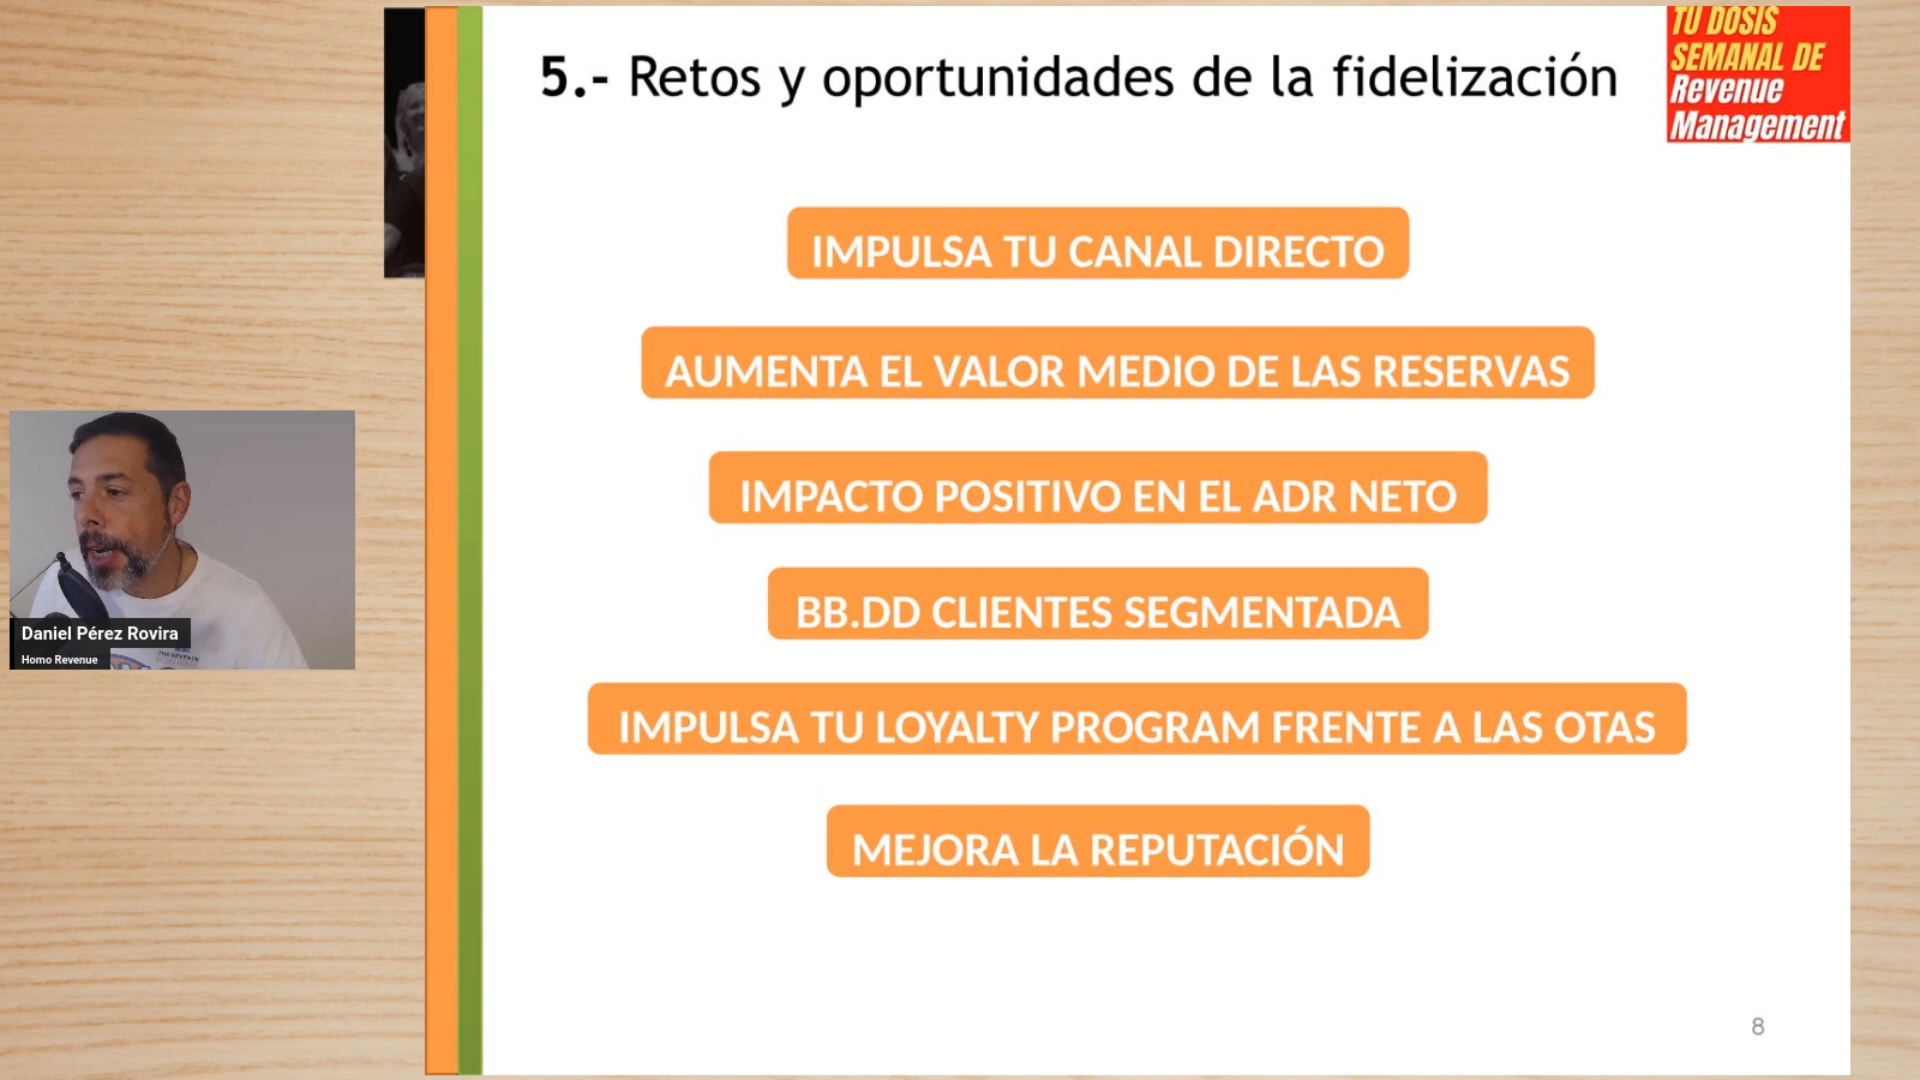 5.- Retos y oportunidades de la fidelización
TU DOSIS
SEMANAL DE
Revenue
Management
IMPULSA TU CANAL DIRECTO
AUMENTA EL VALOR MEDIO DE LAS RESERVAS
IMPACTO POSITIVO EN EL ADR NETO
BB.DD CLIENTES SEGMENTADA
IMPULSA TU LOYALTY PROGRAM FRENTE A LAS OTAS
MEJORA LA REPUTACIÓN
Daniel Pérez Rovira
Homo Revenue
8